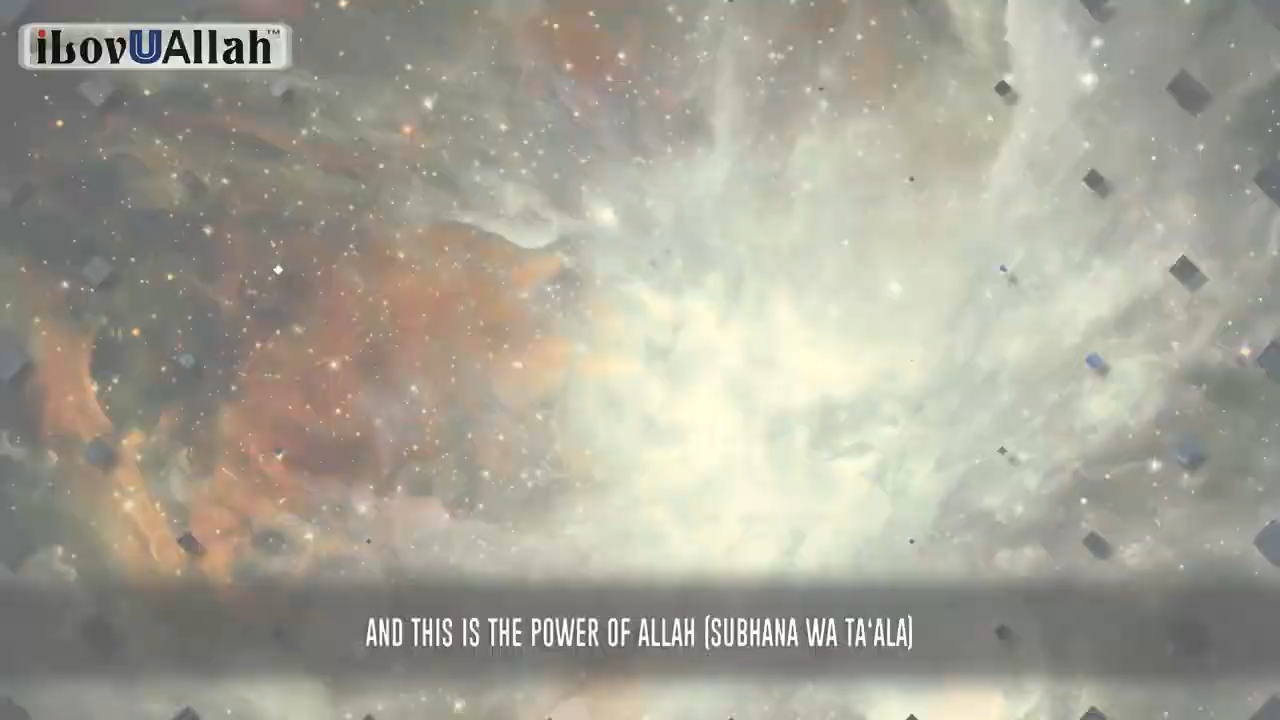 iLovUAllah™
AND THIS IS THE POWER OF ALLAH (SUBHANA WA TA‘ALA)